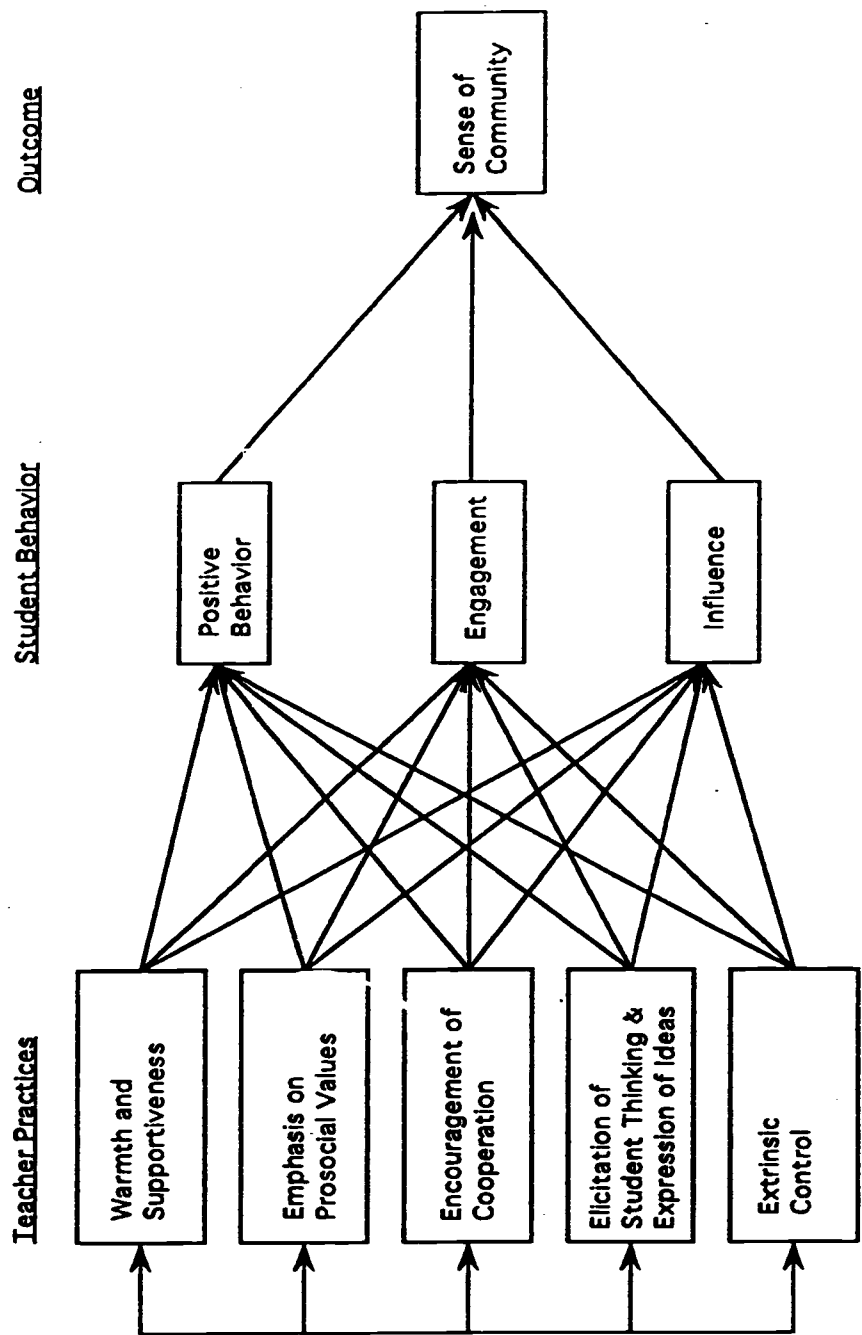 Teacher Practices
Student Behavior
Outcome
Warmth and
Supportiveness
Emphasis on
Prosocial Values
Encouragement of
Cooperation
Elicitation of
Student Thinking &
Expression of Ideas
Extrinsic
Control
Positive
Behavior
Engagement
Influence
Sense of
Community